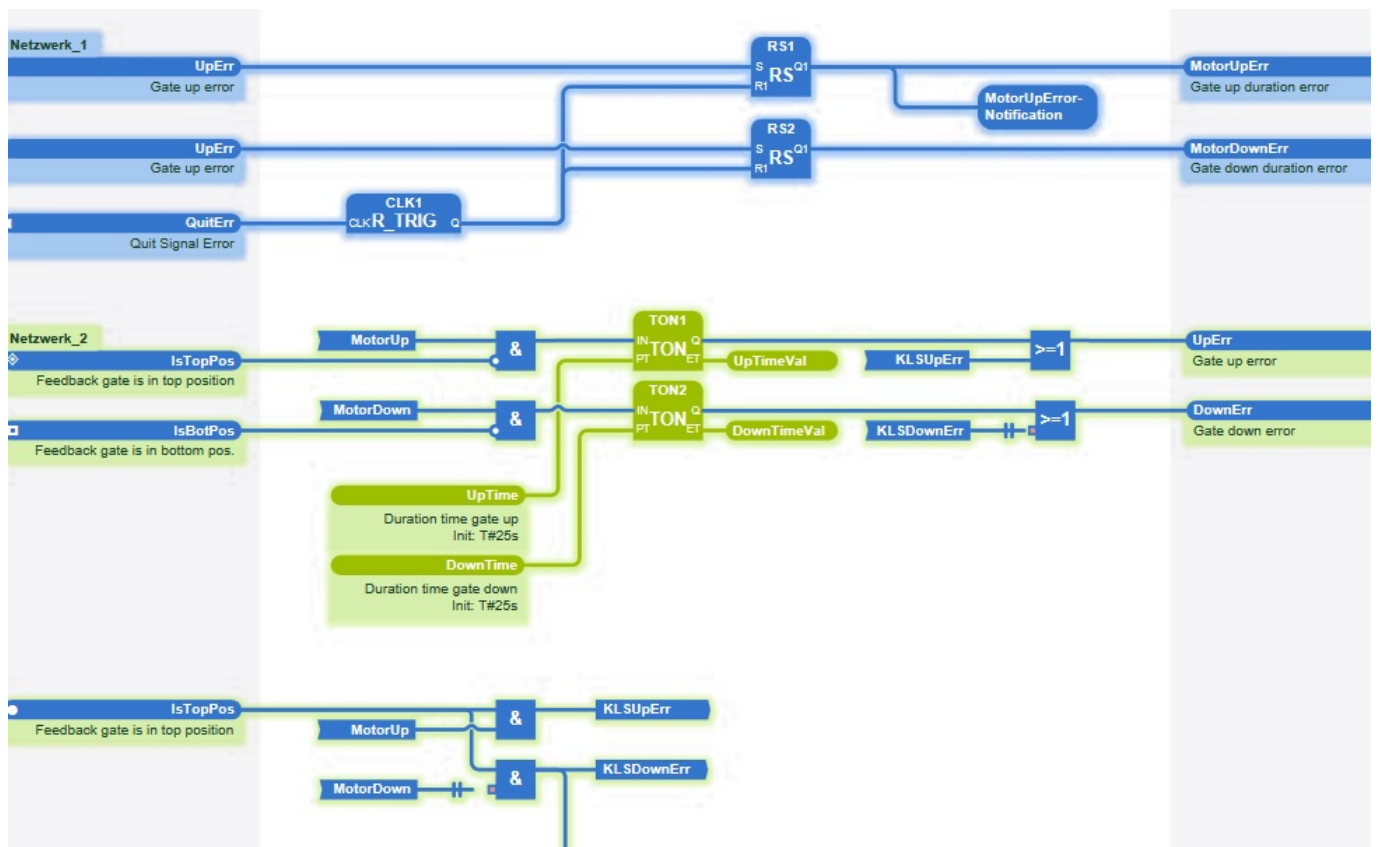 Netzwerk_1
UpErr
Gate up error
RS1
S RS Q1
R1
MotorUpErr
Gate up duration error
MotorUpError-
Notification
UpErr
Gate up error
RS2
S RS Q1
R1
MotorDownErr
Gate down duration error
QuitErr
Quit Signal Error
CLK1
CLK R_TRIG Q
Netzwerk_2
IsTopPos
Feedback gate is in top position
MotorUp
&
TON1
IN TON Q
PT ET
UpTimeVal
KLSUpErr
>=1
UpErr
Gate up error
IsBotPos
Feedback gate is in bottom pos.
MotorDown
&
TON2
IN TON Q
PT ET
DownTimeVal
KLSDownErr
>=1
DownErr
Gate down error
UpTime
Duration time gate up
Init: T#25s
DownTime
Duration time gate down
Init: T#25s
IsTopPos
Feedback gate is in top position
MotorUp
&
KLSUpErr
MotorDown
&
KLSDownErr